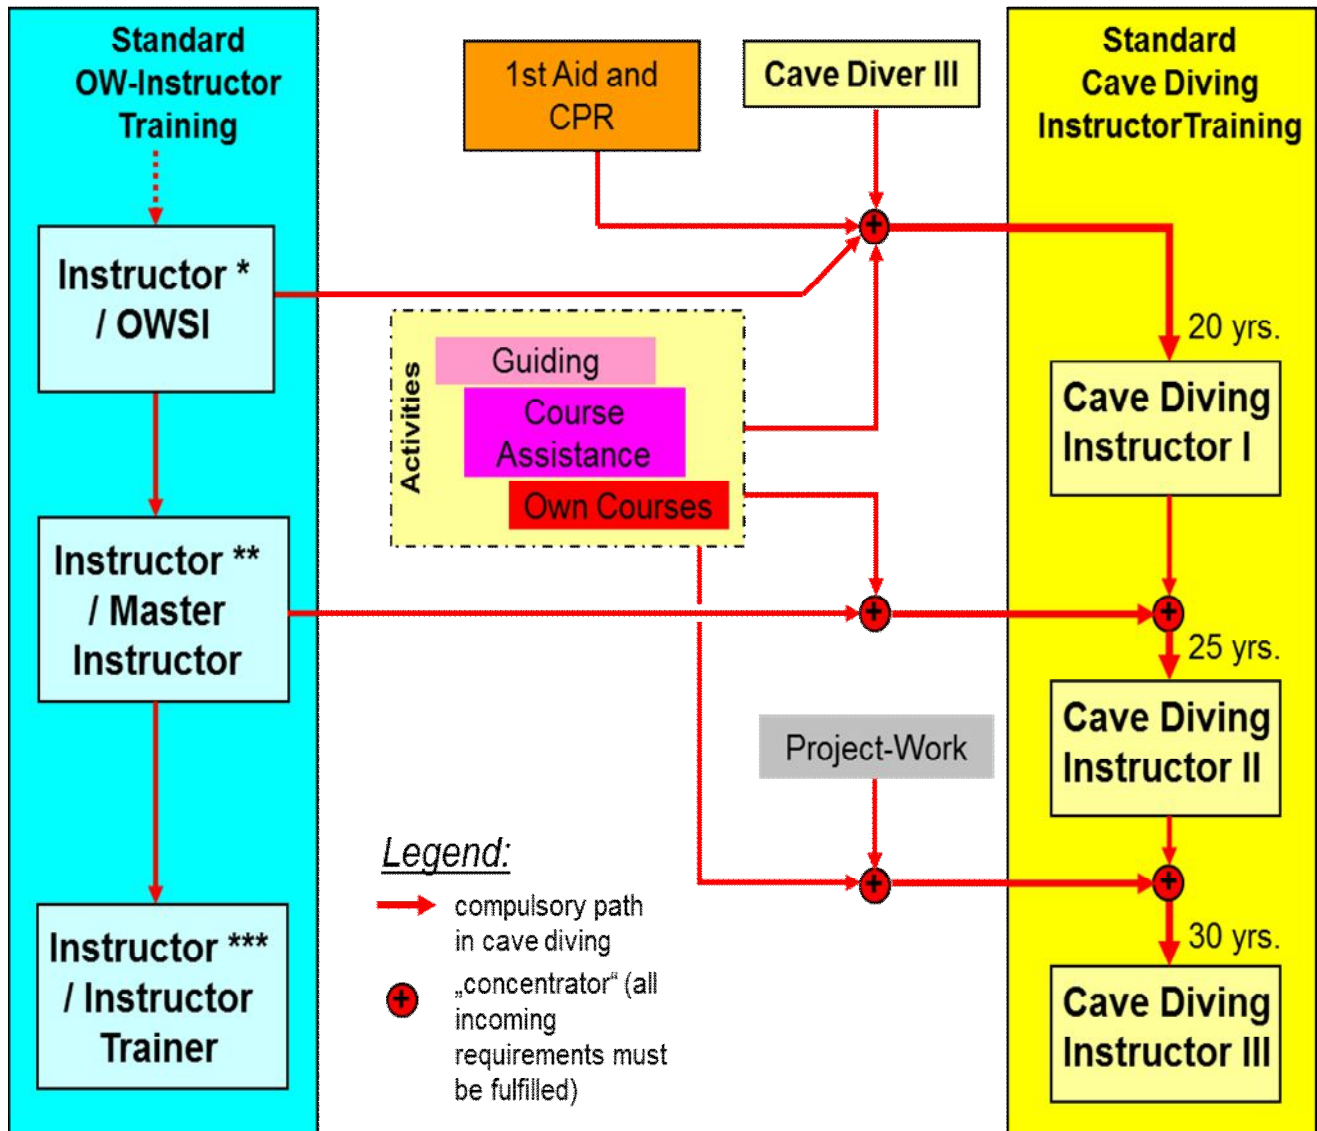 Standard
OW-Instructor
Training
Instructor *
/ OWSI
Instructor **
/ Master
Instructor
Instructor ***
/ Instructor
Trainer
1st Aid and
CPR
Cave Diver III
Activities
Guiding
Course
Assistance
Own Courses
Project-Work
Legend:
compulsory path
in cave diving
„concentrator“ (all
incoming
requirements must
be fulfilled)
Standard
Cave Diving
InstructorTraining
20 yrs.
Cave Diving
Instructor I
25 yrs.
Cave Diving
Instructor II
30 yrs.
Cave Diving
Instructor III